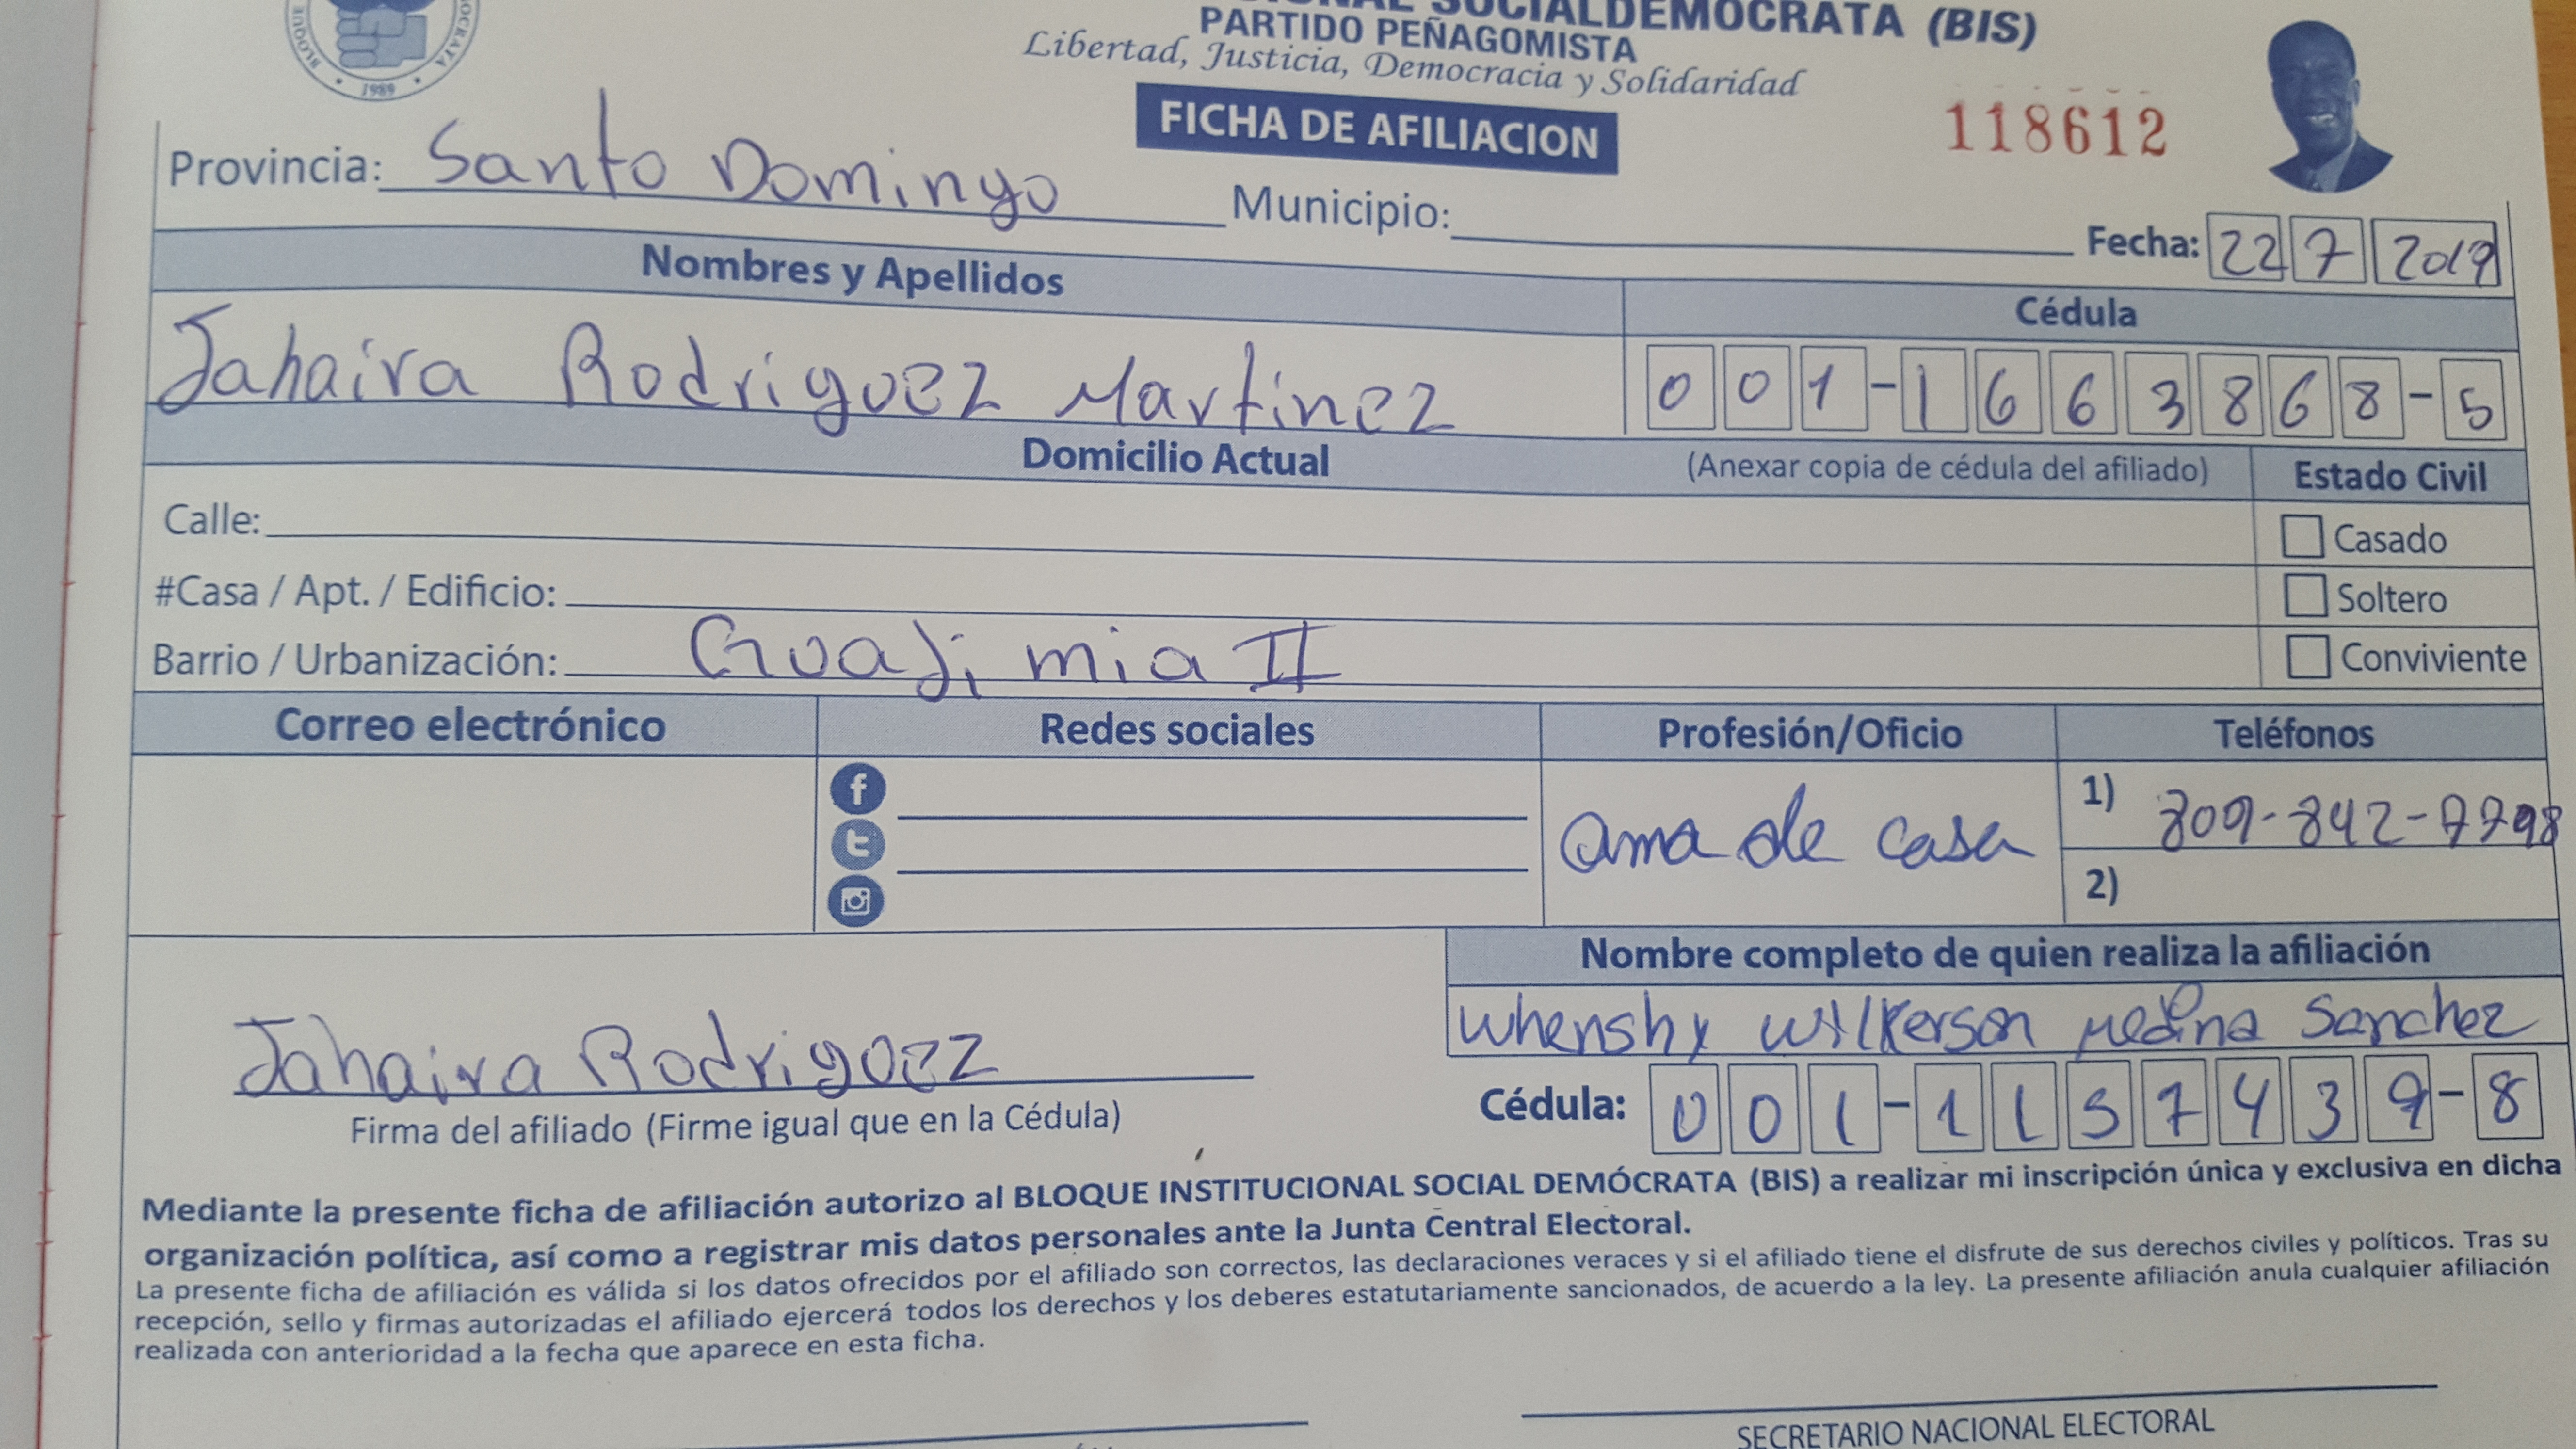 SOCIALDEMOCRATA (BIS)
PARTIDO PEÑAGOMISTA
Libertad, Justicia, Democracia y Solidaridad
BLOQUE
1989
FICHA DE AFILIACION
118612
Provincia: Santo Domingo
Municipio:
Fecha: 22 7 2019
Nombres y Apellidos
Cédula
Jahaira Rodriguez Martinez
001-1663868-5
Domicilio Actual
(Anexar copia de cédula del afiliado)
Estado Civil
Calle:
Casado
#Casa / Apt. / Edificio:
Soltero
Barrio / Urbanización: Guaji mia II
Conviviente
Correo electrónico
Redes sociales
Profesión/Oficio
Teléfonos
ama de casa
1) 809-842-7798
2)
Nombre completo de quien realiza la afiliación
Whenshy Wilkerson Medina Sanchez
Jahaira Rodriguez
Firma del afiliado (Firme igual que en la Cédula)
Cédula: 001-1157439-8
Mediante la presente ficha de afiliación autorizo al BLOQUE INSTITUCIONAL SOCIAL DEMÓCRATA (BIS) a realizar mi inscripción única y exclusiva en dicha
organización política, así como a registrar mis datos personales ante la Junta Central Electoral.
La presente ficha de afiliación es válida si los datos ofrecidos por el afiliado son correctos, las declaraciones veraces y si el afiliado tiene el disfrute de sus derechos civiles y políticos. Tras su
recepción, sello y firmas autorizadas el afiliado ejercerá todos los derechos y los deberes estatutariamente sancionados, de acuerdo a la ley. La presente afiliación anula cualquier afiliación
realizada con anterioridad a la fecha que aparece en esta ficha.
SECRETARIO NACIONAL ELECTORAL